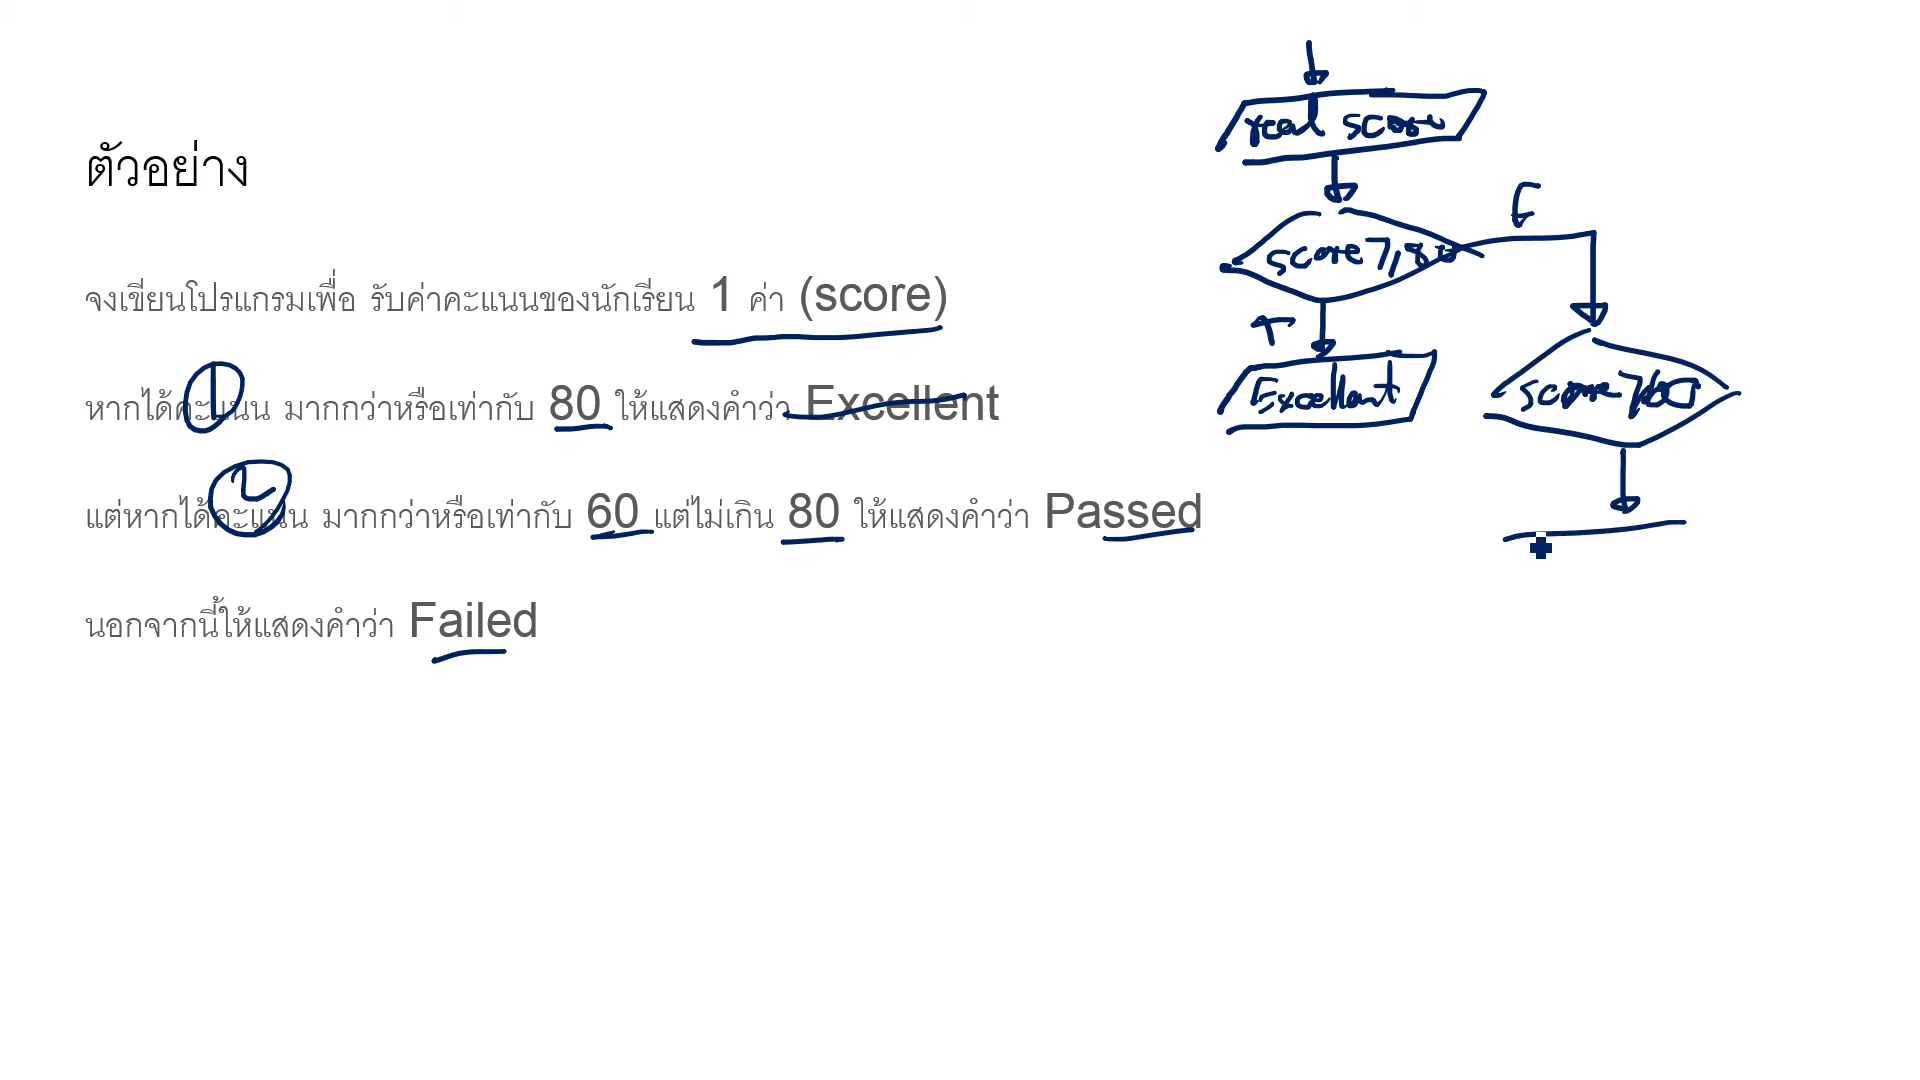 ตัวอย่าง
จงเขียนโปรแกรมเพื่อ รับค่าคะแนนของนักเรียน 1 ค่า (score)
หากได้คะแนน มากกว่าหรือเท่ากับ 80 ให้แสดงคำว่า Excellent
1
แต่หากได้คะแนน มากกว่าหรือเท่ากับ 60 แต่ไม่เกิน 80 ให้แสดงคำว่า Passed
2
นอกจากนี้ให้แสดงคำว่า Failed
read score
score ≥ 80
F
T
Excellent
score